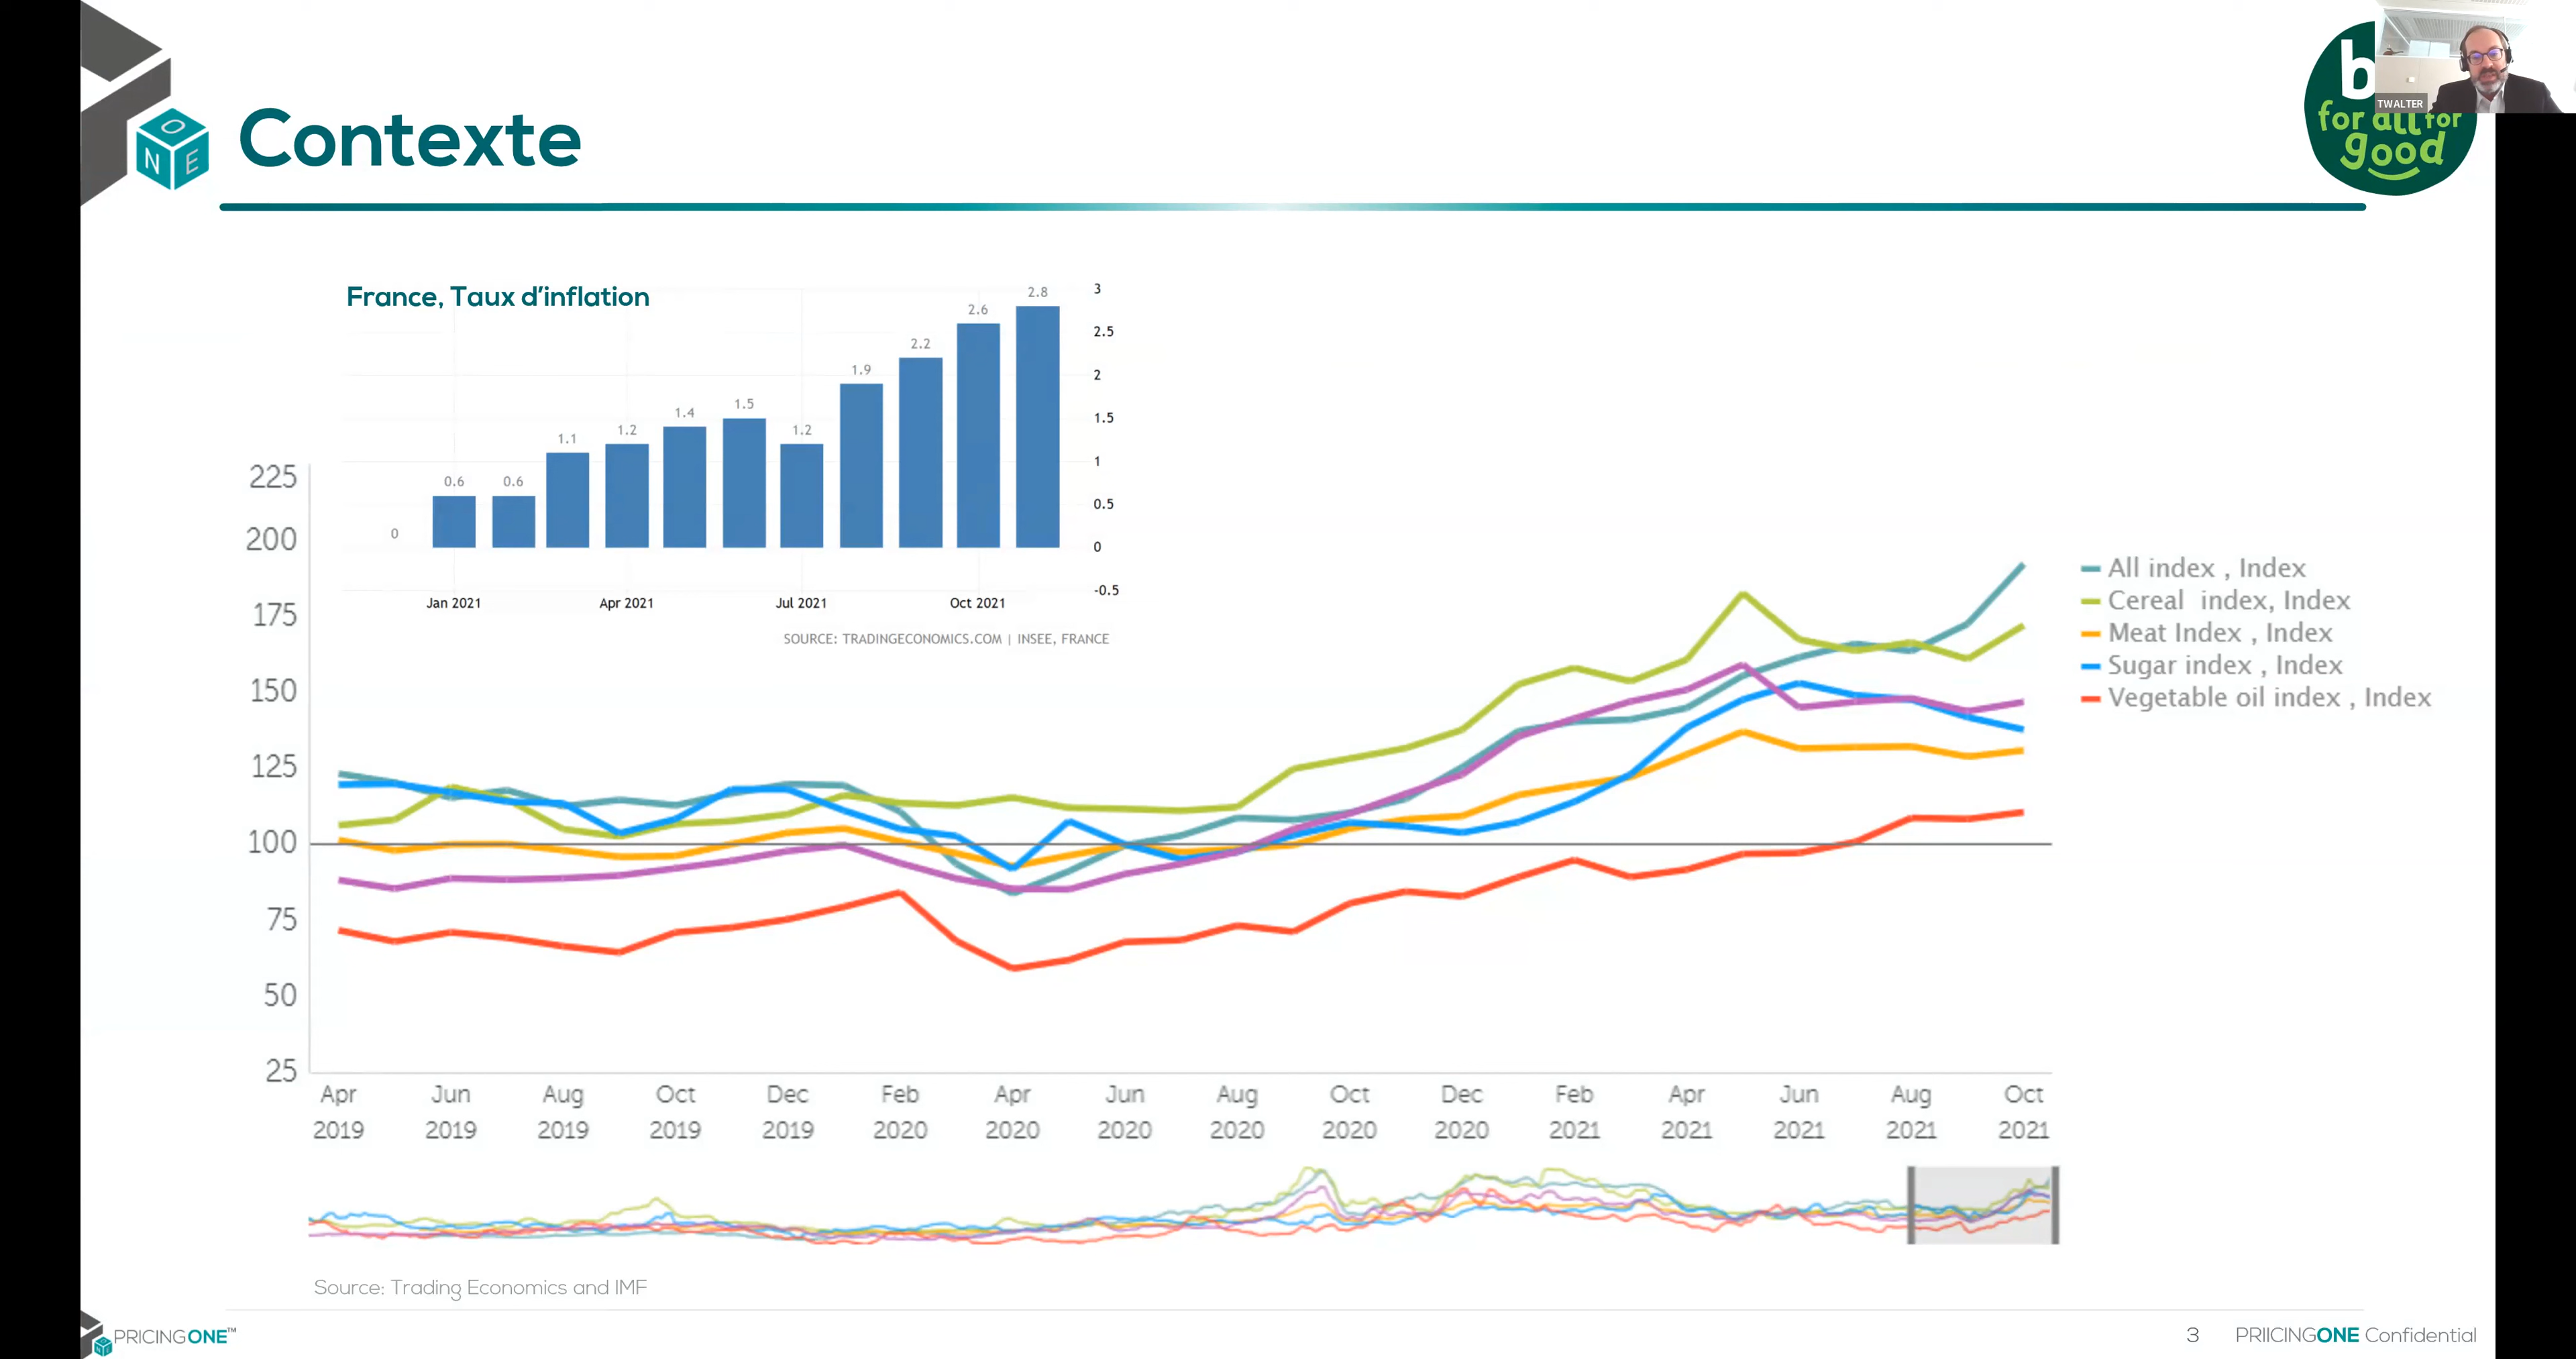 Contexte
O
N E
b
for all for
good
TWALTER
France, Taux d'inflation
3
2.5
2
1.5
1
0.5
0
-0.5
0
0.6
0.6
1.1
1.2
1.4
1.5
1.2
1.9
2.2
2.6
2.8
Jan 2021
Apr 2021
Jul 2021
Oct 2021
SOURCE: TRADINGECONOMICS.COM | INSEE, FRANCE
225
200
175
150
125
100
75
50
25
All index , Index
Cereal index, Index
Meat Index , Index
Sugar index , Index
Vegetable oil index , Index
Apr Jun Aug Oct Dec Feb Apr Jun Aug Oct Dec Feb Apr Jun Aug Oct
2019 2019 2019 2019 2019 2020 2020 2020 2020 2020 2020 2021 2021 2021 2021 2021
Source: Trading Economics and IMF
PRICINGONE™
3 PRIICINGONE Confidential